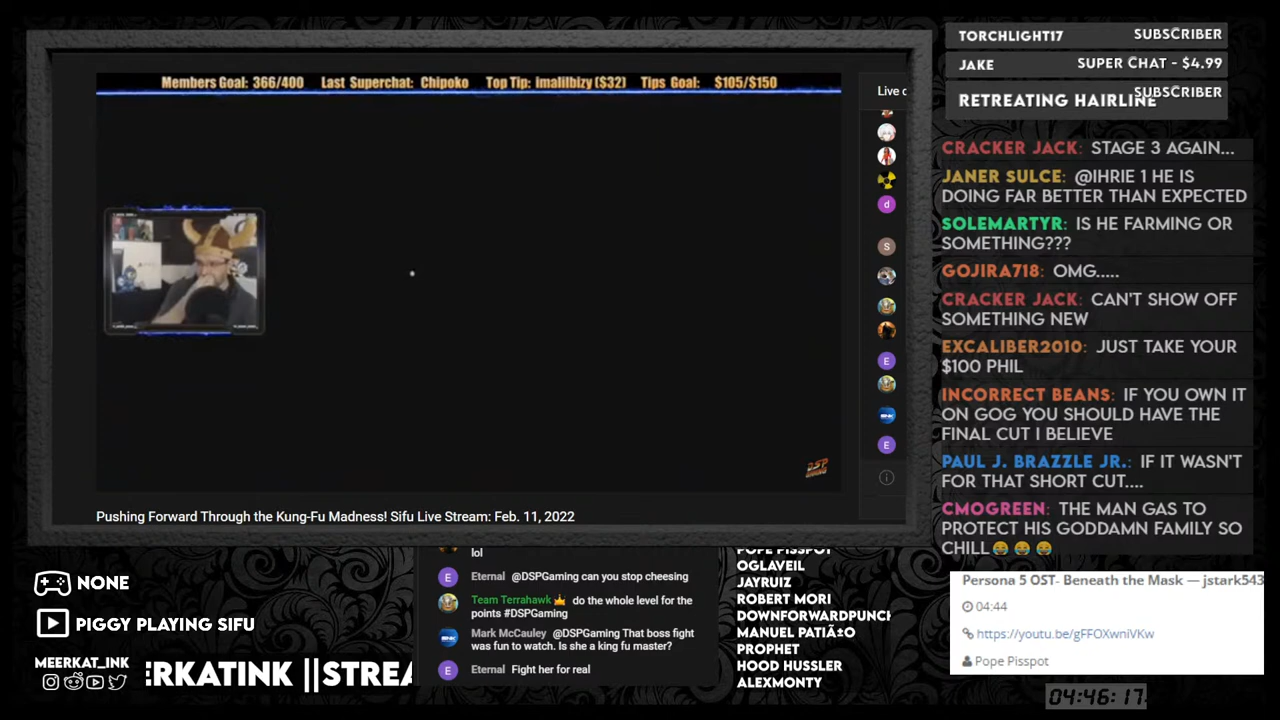 Members Goal: 366/400 Last Superchat: Chipoko Top Tip: imalilbizy ($32) Tips Goal: $105/$150
Live c
d
S
E
E
DSP
GAMING
Pushing Forward Through the Kung-Fu Madness! Sifu Live Stream: Feb. 11, 2022
TORCHLIGHT17 SUBSCRIBER
JAKE SUPER CHAT - $4.99
RETREATING HAIRLINE SUBSCRIBER
CRACKER JACK: STAGE 3 AGAIN...
JANER SULCE: @IHRIE 1 HE IS
DOING FAR BETTER THAN EXPECTED
SOLEMARTYR: IS HE FARMING OR
SOMETHING???
GOJIRA718: OMG.....
CRACKER JACK: CAN'T SHOW OFF
SOMETHING NEW
EXCALIBER2010: JUST TAKE YOUR
$100 PHIL
INCORRECT BEANS: IF YOU OWN IT
ON GOG YOU SHOULD HAVE THE
FINAL CUT I BELIEVE
PAUL J. BRAZZLE JR.: IF IT WASN'T
FOR THAT SHORT CUT....
CMOGREEN: THE MAN GAS TO
PROTECT HIS GODDAMN FAMILY SO
CHILL😂😂😂
NONE
PIGGY PLAYING SIFU
MEERKAT_INK
ERKATINK ||STREA
lol
E Eternal @DSPGaming can you stop cheesing
Team Terrahawk do the whole level for the
points #DSPGaming
Mark McCauley @DSPGaming That boss fight
was fun to watch. Is she a king fu master?
E Eternal Fight her for real
POPE PISSPOT
OGLAVEIL
JAYRUIZ
ROBERT MORI
DOWNFORWARDPUNCH
MANUEL PATIÃ±O
PROPHET
HOOD HUSSLER
ALEXMONTY
Persona 5 OST- Beneath the Mask — jstark543
04:44
https://youtu.be/gFFOXwniVKw
Pope Pisspot
04:46:17